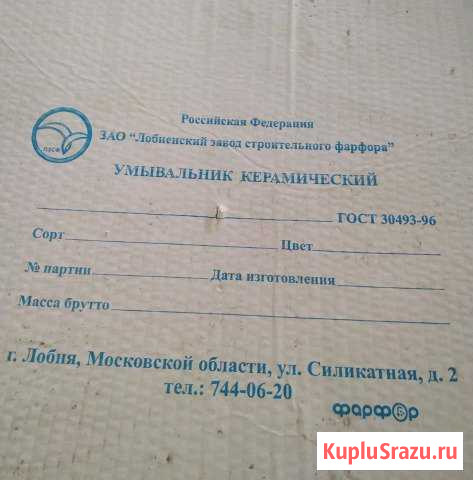 Российская Федерация
ЗАО "Лобненский завод строительного фарфора"
ЛЗСФ
УМЫВАЛЬНИК КЕРАМИЧЕСКИЙ
ГОСТ 30493-96
Сорт Цвет
№ партии Дата изготовления
Масса брутто
г. Лобня, Московской области, ул. Силикатная, д. 2
тел.: 744-06-20
фарфор
KupluSrazu.ru